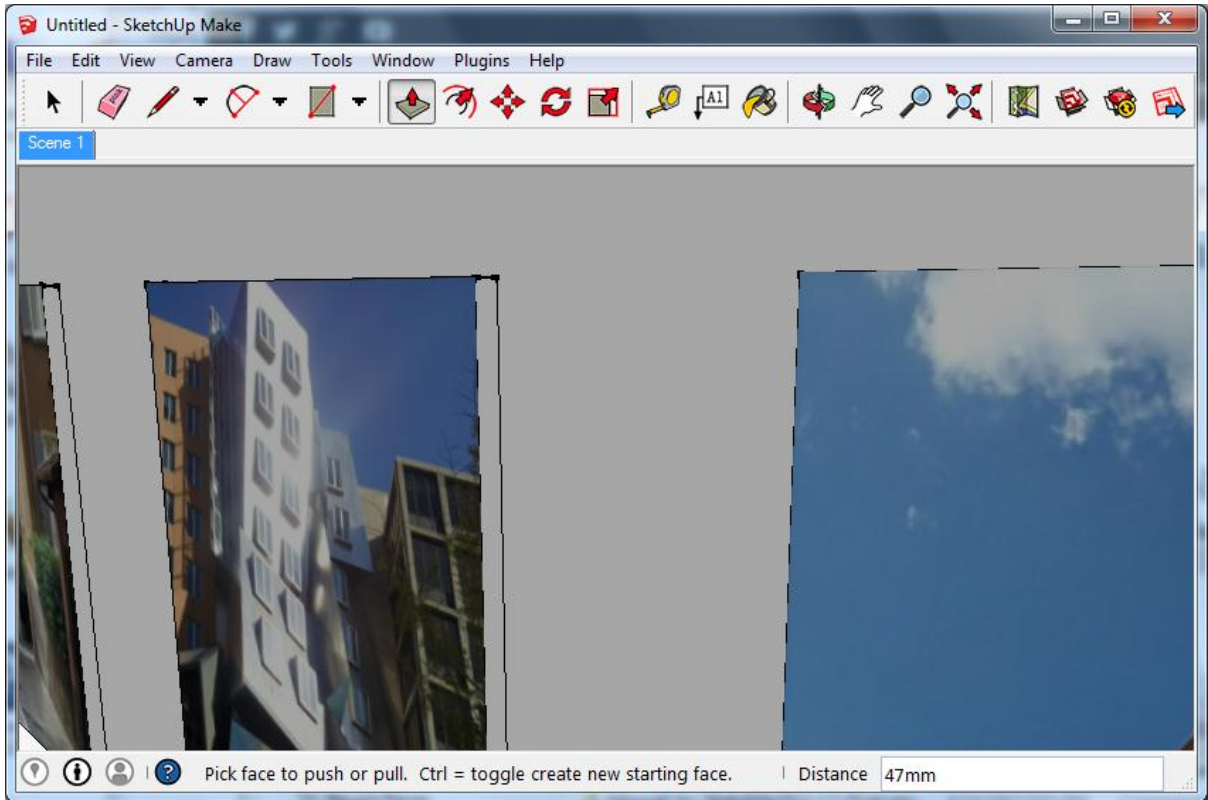 Untitled - SketchUp Make
File Edit View Camera Draw Tools Window Plugins Help
A1
Scene 1
Pick face to push or pull. Ctrl = toggle create new starting face. Distance 47mm